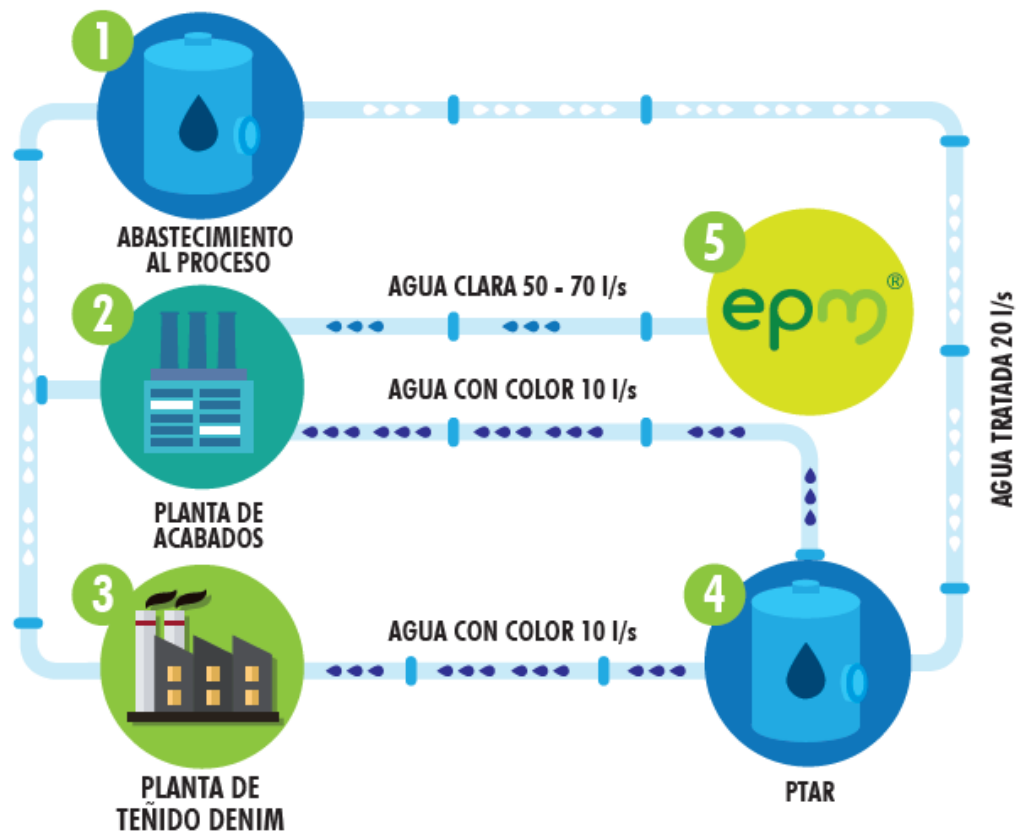 1
ABASTECIMIENTO
AL PROCESO
2
PLANTA DE
ACABADOS
3
PLANTA DE
TEÑIDO DENIM
AGUA CLARA 50 - 70 l/s
AGUA CON COLOR 10 l/s
AGUA CON COLOR 10 l/s
5
epm®
4
PTAR
AGUA TRATADA 20 l/s